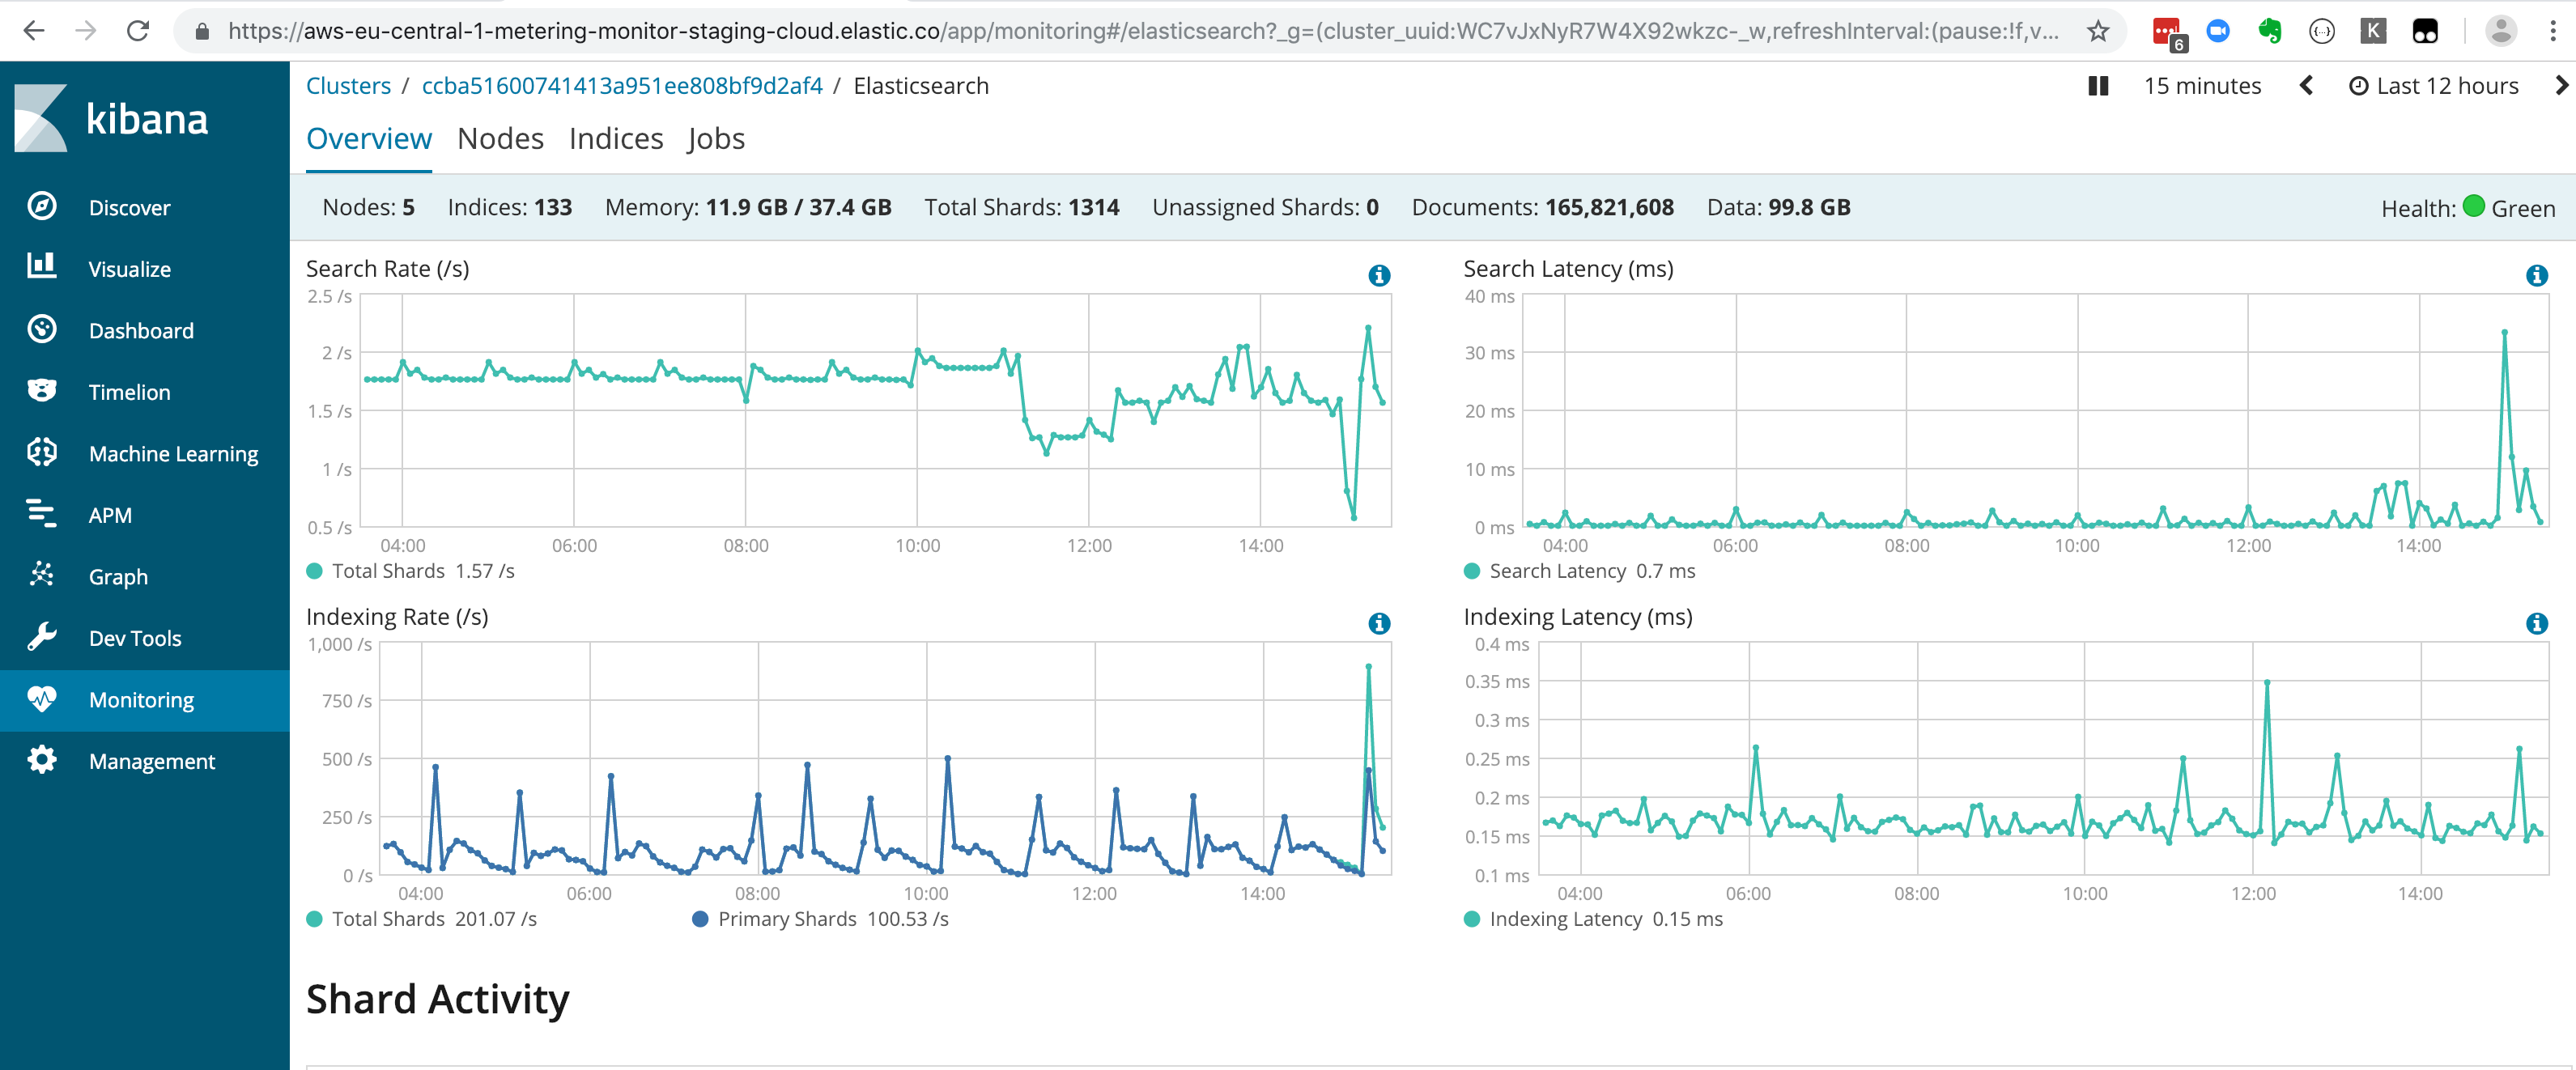 https://aws-eu-central-1-metering-monitor-staging-cloud.elastic.co/app/monitoring#/elasticsearch?_g=(cluster_uuid:WC7vJxNyR7W4X92wkzc-_w,refreshInterval:(pause:!f,v...
6
K
kibana
Discover
Visualize
Dashboard
Timelion
Machine Learning
APM
Graph
Dev Tools
Monitoring
Management
Clusters / ccba51600741413a951ee808bf9d2af4 / Elasticsearch
15 minutes
Last 12 hours
Overview Nodes Indices Jobs
Nodes: 5 Indices: 133 Memory: 11.9 GB / 37.4 GB Total Shards: 1314 Unassigned Shards: 0 Documents: 165,821,608 Data: 99.8 GB Health: Green
Search Rate (/s)
2.5 /s
2 /s
1.5 /s
1 /s
0.5 /s
04:00 06:00 08:00 10:00 12:00 14:00
Total Shards 1.57 /s
Search Latency (ms)
40 ms
30 ms
20 ms
10 ms
0 ms
04:00 06:00 08:00 10:00 12:00 14:00
Search Latency 0.7 ms
Indexing Rate (/s)
1,000 /s
750 /s
500 /s
250 /s
0 /s
04:00 06:00 08:00 10:00 12:00 14:00
Total Shards 201.07 /s Primary Shards 100.53 /s
Indexing Latency (ms)
0.4 ms
0.35 ms
0.3 ms
0.25 ms
0.2 ms
0.15 ms
0.1 ms
04:00 06:00 08:00 10:00 12:00 14:00
Indexing Latency 0.15 ms
Shard Activity